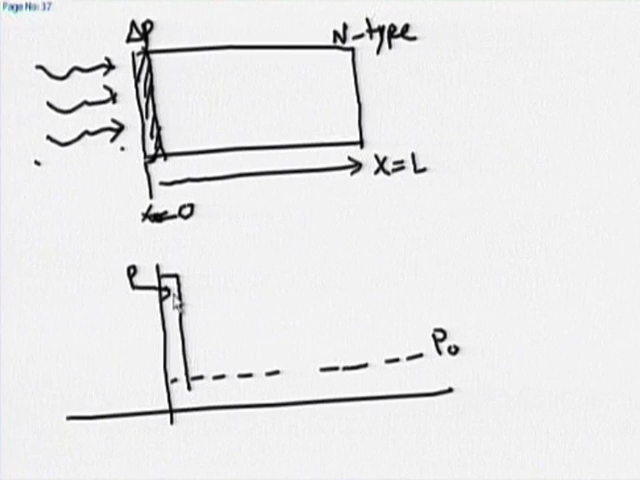 Page No: 37
ΔP
N-type
X=L
x=0
P
P₀